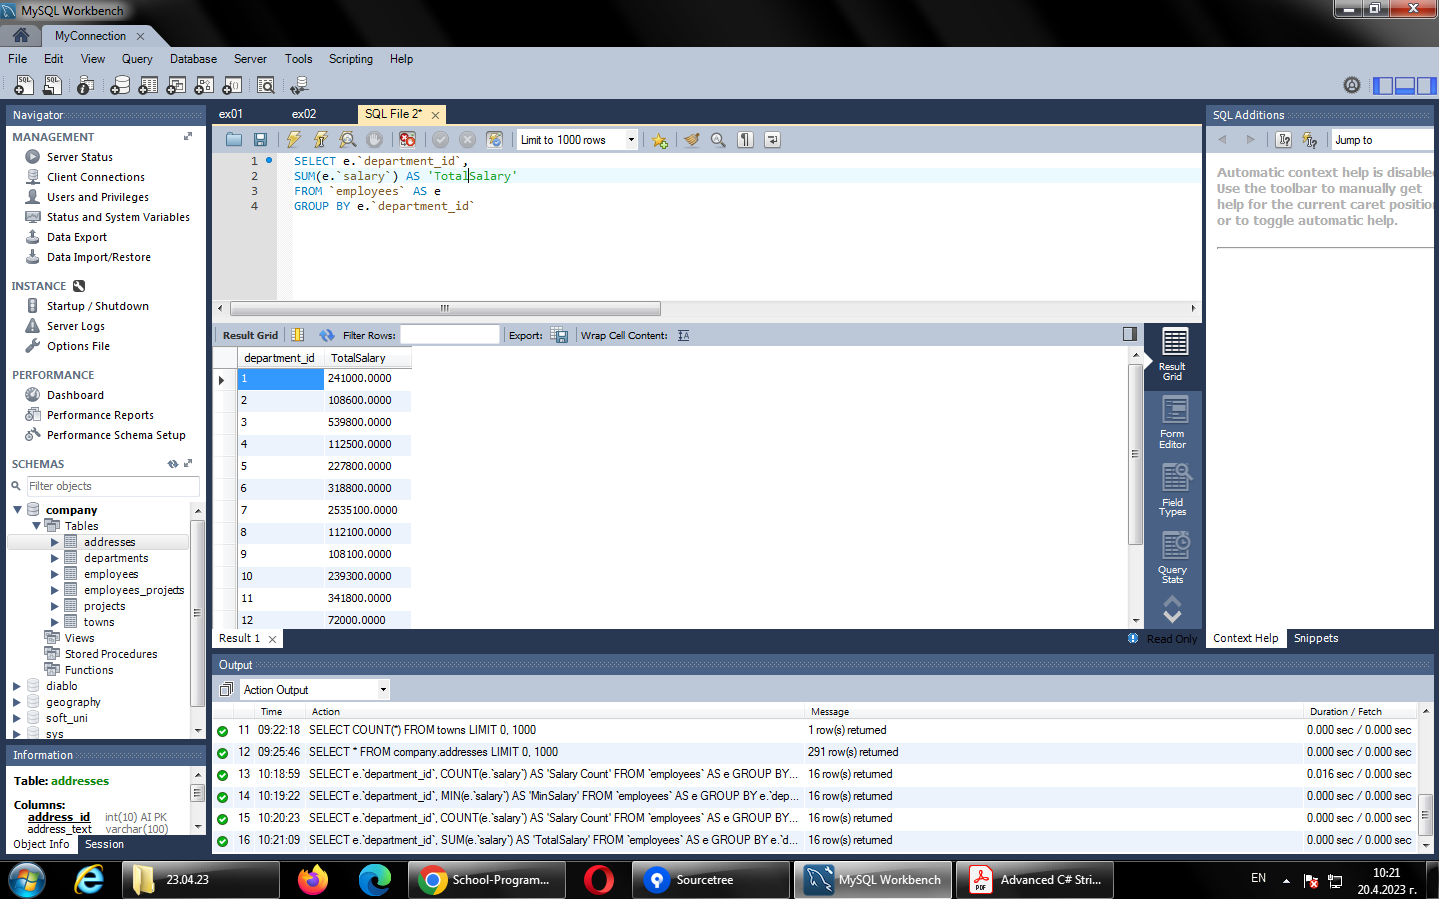 MySQL Workbench
MyConnection
File Edit View Query Database Server Tools Scripting Help
Navigator
MANAGEMENT
Server Status
Client Connections
Users and Privileges
Status and System Variables
Data Export
Data Import/Restore
INSTANCE
Startup / Shutdown
Server Logs
Options File
PERFORMANCE
Dashboard
Performance Reports
Performance Schema Setup
SCHEMAS
Filter objects
company
Tables
addresses
departments
employees
employees_projects
projects
towns
Views
Stored Procedures
Functions
diablo
geography
soft_uni
sys
Information
Table: addresses
Columns:
address_id int(10) AI PK
address_text varchar(100)
Object Info Session
ex01 ex02 SQL File 2*
Limit to 1000 rows
1 SELECT e.`department_id`,
2 SUM(e.`salary`) AS 'TotalSalary'
3 FROM `employees` AS e
4 GROUP BY e.`department_id`
Result Grid Filter Rows: Export: Wrap Cell Content:
department_id TotalSalary
1 241000.0000
2 108600.0000
3 539800.0000
4 112500.0000
5 227800.0000
6 318800.0000
7 2535100.0000
8 112100.0000
9 108100.0000
10 239300.0000
11 341800.0000
12 72000.0000
Result Grid
Form Editor
Field Types
Query Stats
Result 1
Read Only
SQL Additions
Jump to
Automatic context help is disable
Use the toolbar to manually get
help for the current caret position
or to toggle automatic help.
Context Help Snippets
Output
Action Output
Time Action Message Duration / Fetch
11 09:22:18 SELECT COUNT(*) FROM towns LIMIT 0, 1000 1 row(s) returned 0.000 sec / 0.000 sec
12 09:25:46 SELECT * FROM company.addresses LIMIT 0, 1000 291 row(s) returned 0.000 sec / 0.000 sec
13 10:18:59 SELECT e.`department_id`, COUNT(e.`salary`) AS 'Salary Count' FROM `employees` AS e GROUP BY... 16 row(s) returned 0.016 sec / 0.000 sec
14 10:19:22 SELECT e.`department_id`, MIN(e.`salary`) AS 'MinSalary' FROM `employees` AS e GROUP BY e.`dep... 16 row(s) returned 0.000 sec / 0.000 sec
15 10:20:23 SELECT e.`department_id`, COUNT(e.`salary`) AS 'Salary Count' FROM `employees` AS e GROUP BY... 16 row(s) returned 0.000 sec / 0.000 sec
16 10:21:09 SELECT e.`department_id`, SUM(e.`salary`) AS 'TotalSalary' FROM `employees` AS e GROUP BY e.`d... 16 row(s) returned 0.000 sec / 0.000 sec
23.04.23
School-Program...
Sourcetree
MySQL Workbench
PDF
Advanced C# Stri...
EN
10:21
20.4.2023 г.